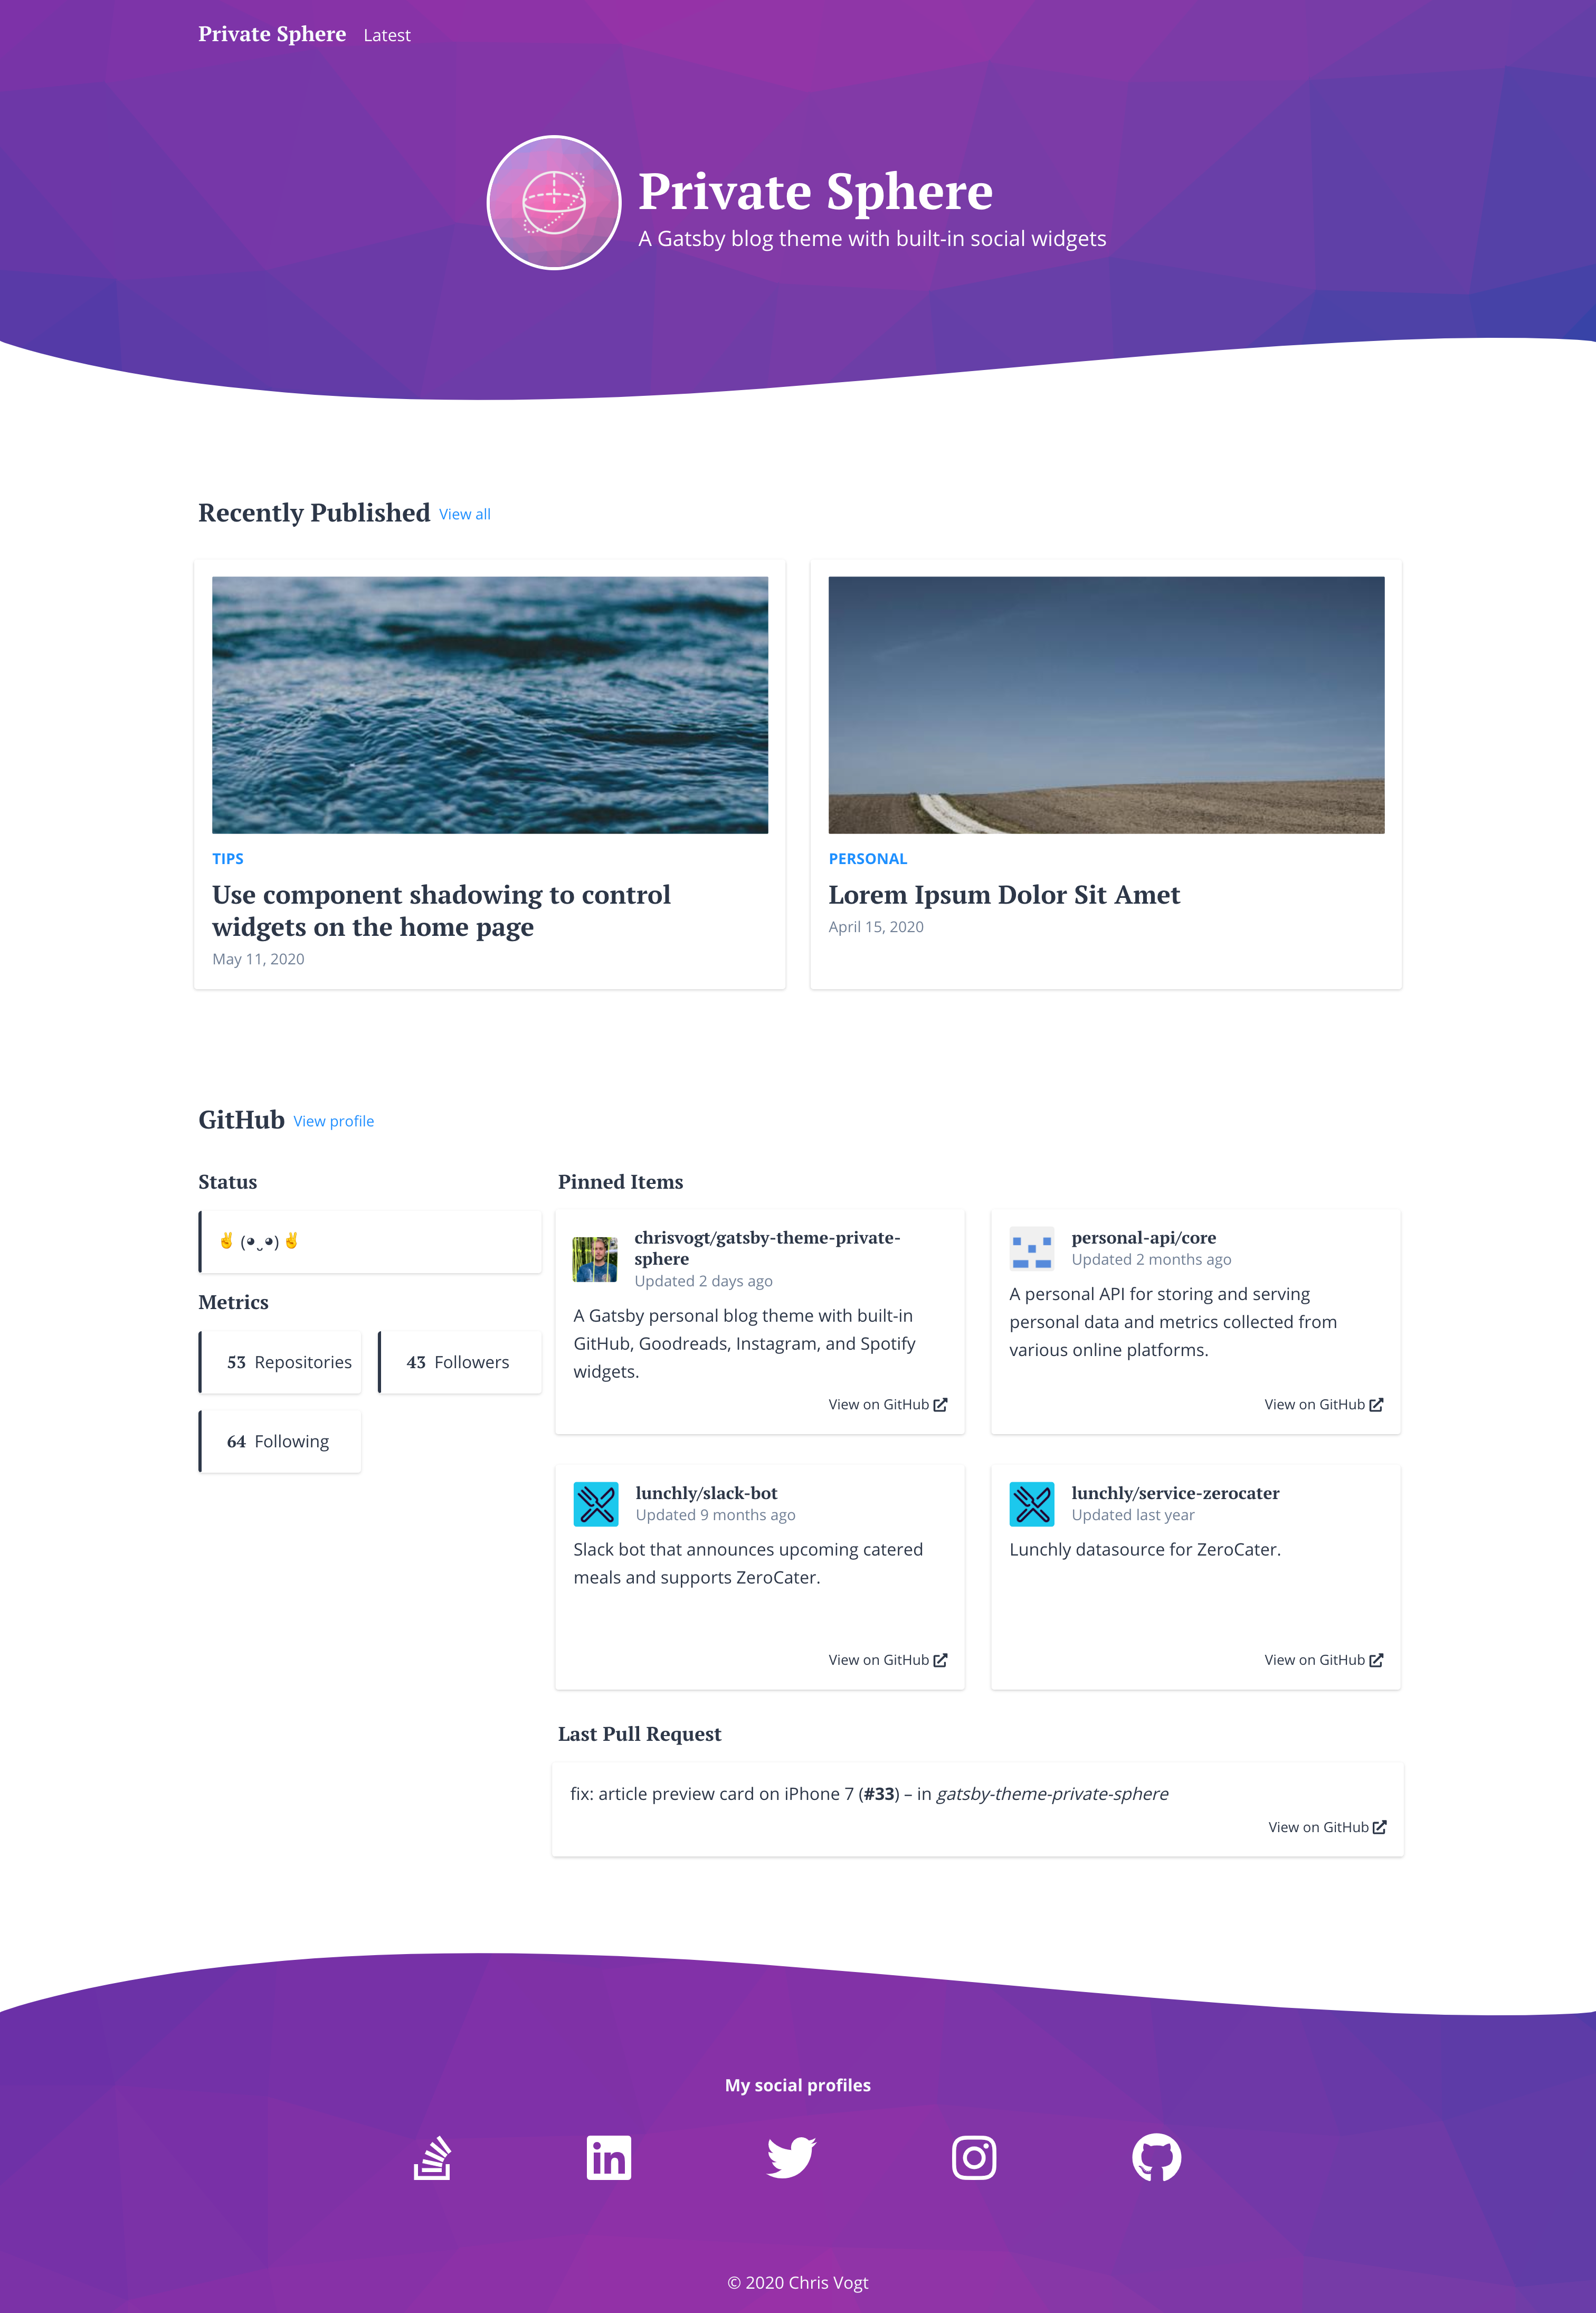 Private Sphere Latest
Private Sphere
A Gatsby blog theme with built-in social widgets
Recently Published View all
TIPS
Use component shadowing to control
widgets on the home page
May 11, 2020
PERSONAL
Lorem Ipsum Dolor Sit Amet
April 15, 2020
GitHub View profile
Status
✌️ (◕‿◕) ✌️
Metrics
53 Repositories
43 Followers
64 Following
Pinned Items
chrisvogt/gatsby-theme-private-
sphere
Updated 2 days ago
A Gatsby personal blog theme with built-in
GitHub, Goodreads, Instagram, and Spotify
widgets.
View on GitHub
personal-api/core
Updated 2 months ago
A personal API for storing and serving
personal data and metrics collected from
various online platforms.
View on GitHub
lunchly/slack-bot
Updated 9 months ago
Slack bot that announces upcoming catered
meals and supports ZeroCater.
View on GitHub
lunchly/service-zerocater
Updated last year
Lunchly datasource for ZeroCater.
View on GitHub
Last Pull Request
fix: article preview card on iPhone 7 (#33) – in gatsby-theme-private-sphere
View on GitHub
My social profiles
in
© 2020 Chris Vogt